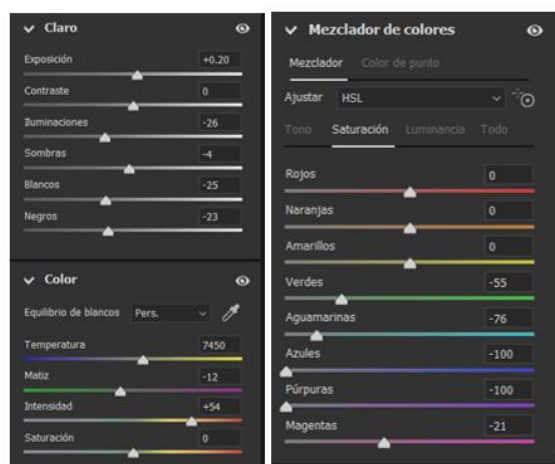 Claro
Exposición +0.20
Contraste 0
Iluminaciones -26
Sombras -4
Blancos -25
Negros -23
Color
Equilibrio de blancos Pers.
Temperatura 7450
Matiz -12
Intensidad +54
Saturación 0
Mezclador de colores
Mezclador Color de punto
Ajustar HSL
Tono Saturación Luminancia Todo
Rojos 0
Naranjas 0
Amarillos 0
Verdes -55
Aguamarinas -76
Azules -100
Púrpuras -100
Magentas -21